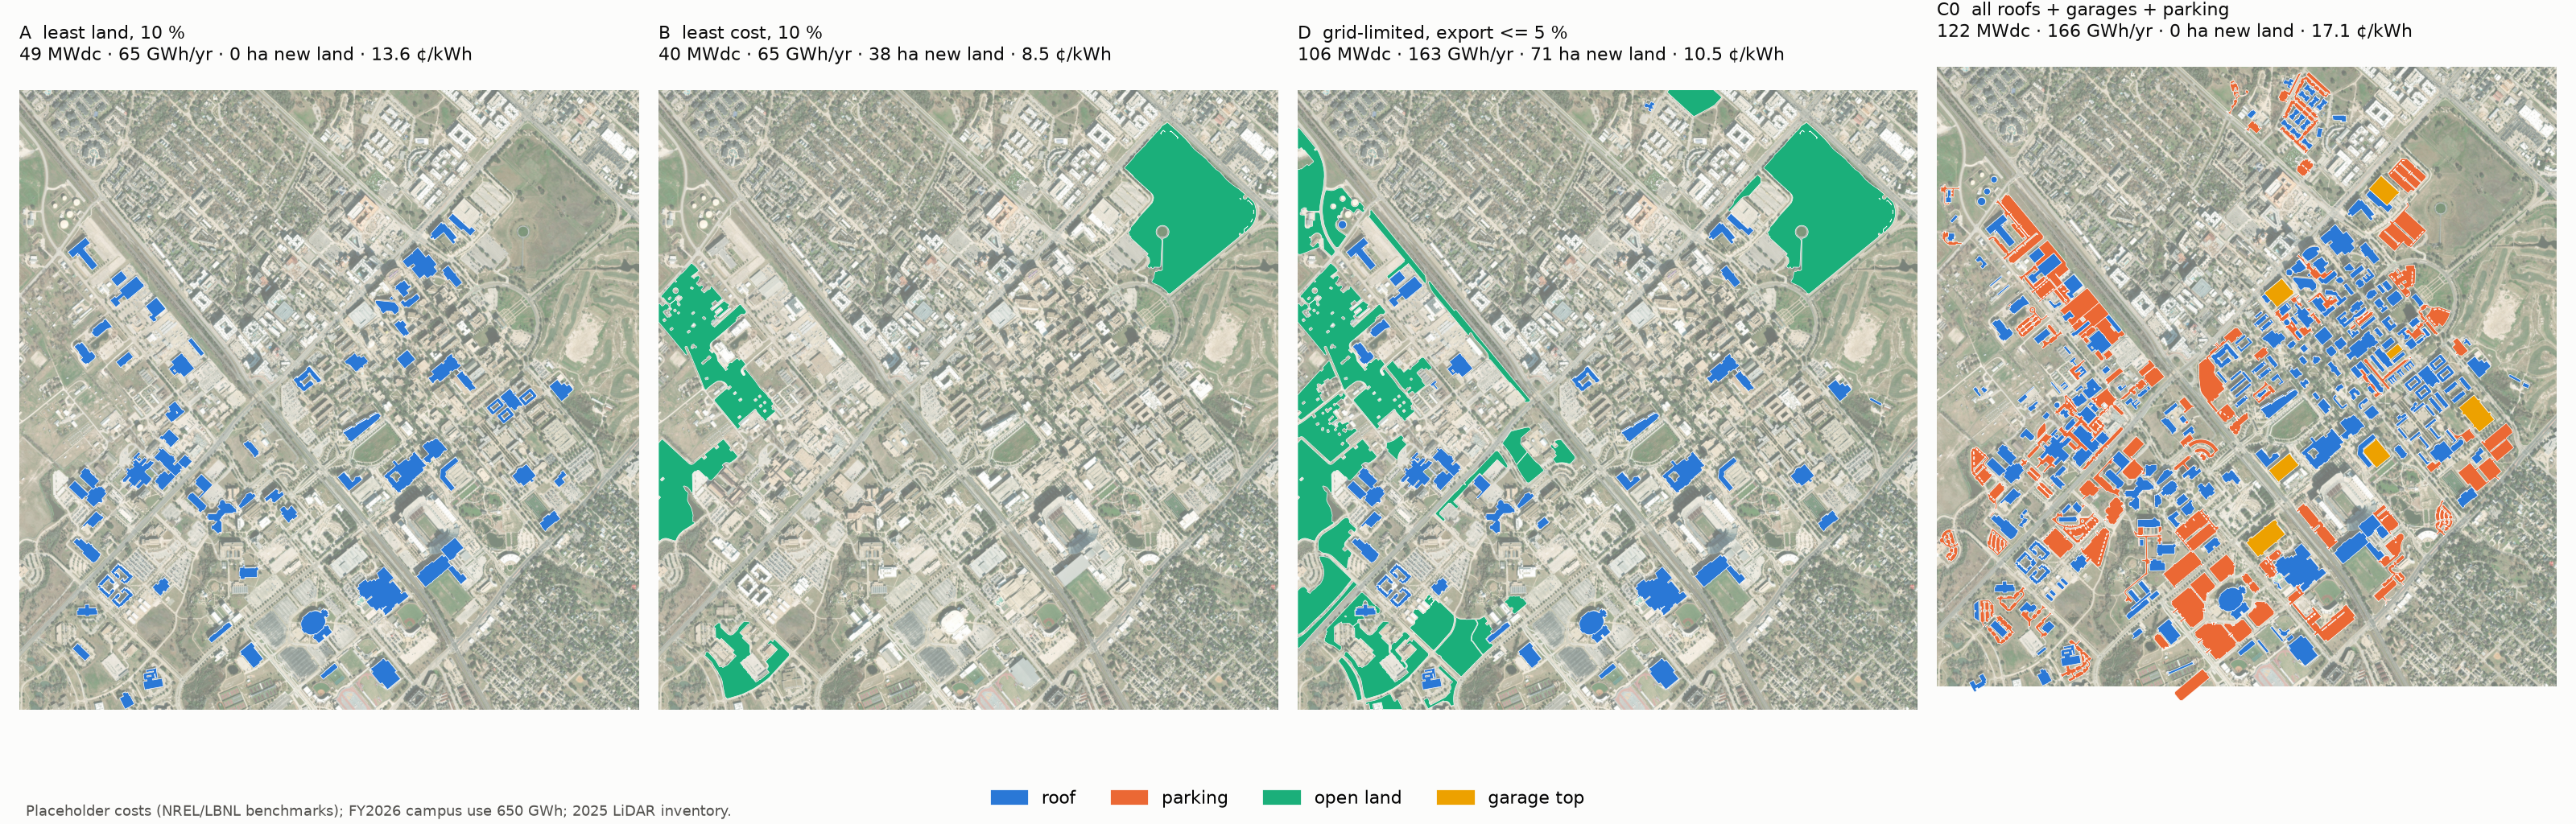 A  least land, 10 %
49 MWdc · 65 GWh/yr · 0 ha new land · 13.6 ¢/kWh
B  least cost, 10 %
40 MWdc · 65 GWh/yr · 38 ha new land · 8.5 ¢/kWh
D  grid-limited, export <= 5 %
106 MWdc · 163 GWh/yr · 71 ha new land · 10.5 ¢/kWh
C0  all roofs + garages + parking
122 MWdc · 166 GWh/yr · 0 ha new land · 17.1 ¢/kWh
roof
parking
open land
garage top
Placeholder costs (NREL/LBNL benchmarks); FY2026 campus use 650 GWh; 2025 LiDAR inventory.